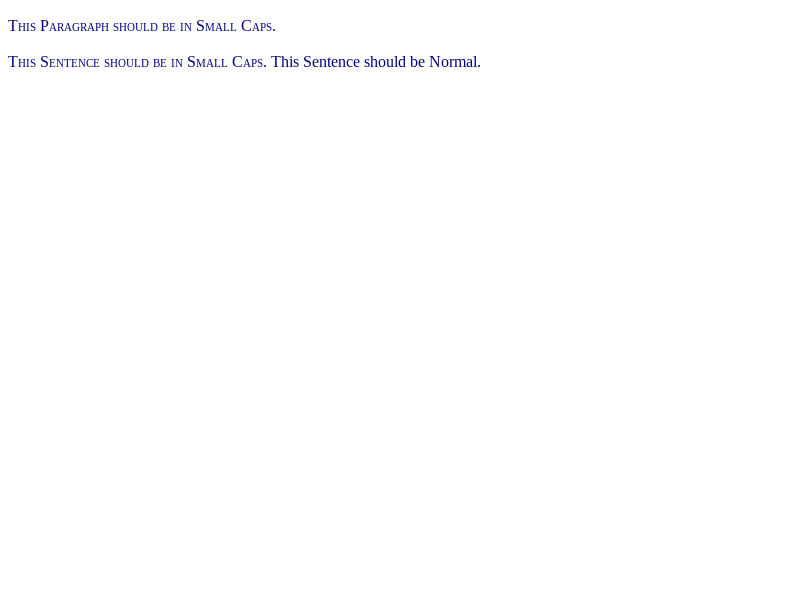 This Paragraph should be in Small Caps.
This Sentence should be in Small Caps. This Sentence should be Normal.